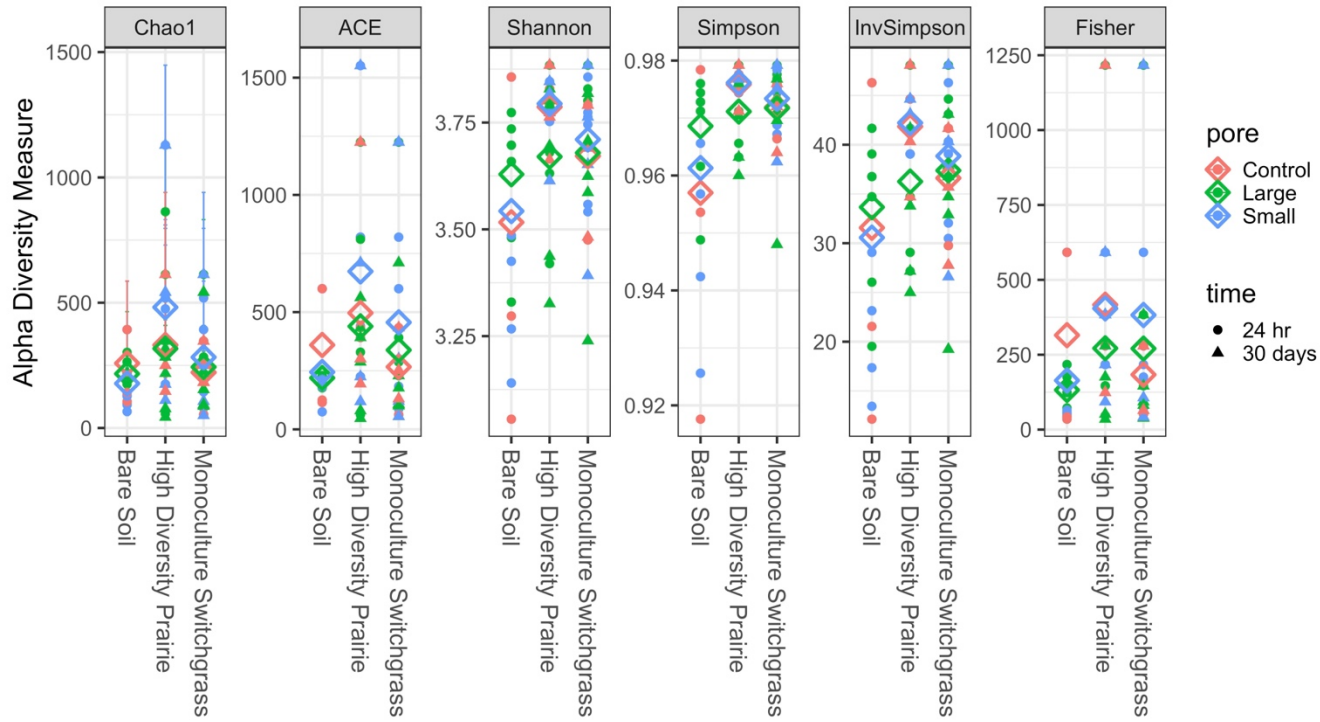 Chao1
ACE
Shannon
Simpson
InvSimpson
Fisher
Alpha Diversity Measure
1500
1000
500
0
1500
1000
500
0
3.75
3.50
3.25
0.98
0.96
0.94
0.92
40
30
20
1250
1000
750
500
250
0
Bare Soil
High Diversity Prairie
Monoculture Switchgrass
Bare Soil
High Diversity Prairie
Monoculture Switchgrass
Bare Soil
High Diversity Prairie
Monoculture Switchgrass
Bare Soil
High Diversity Prairie
Monoculture Switchgrass
Bare Soil
High Diversity Prairie
Monoculture Switchgrass
Bare Soil
High Diversity Prairie
Monoculture Switchgrass
pore
Control
Large
Small
time
24 hr
30 days